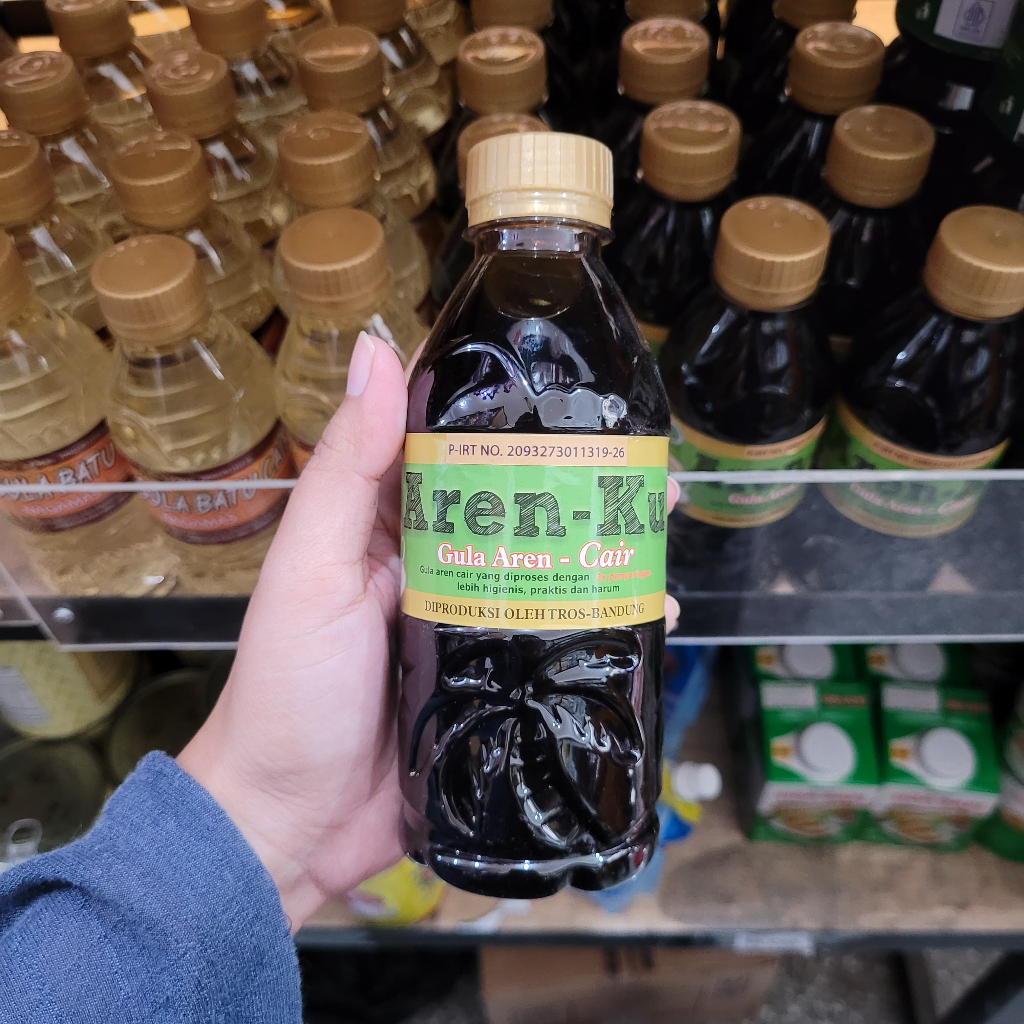 P-IRT NO. 2093273011319-26
Aren-Ku
Gula Aren - Cair
Gula aren cair yang diproses dengan
lebih higienis, praktis dan harum
DIPRODUKSI OLEH TROS-BANDUNG
GULA BATU
GULA BATU